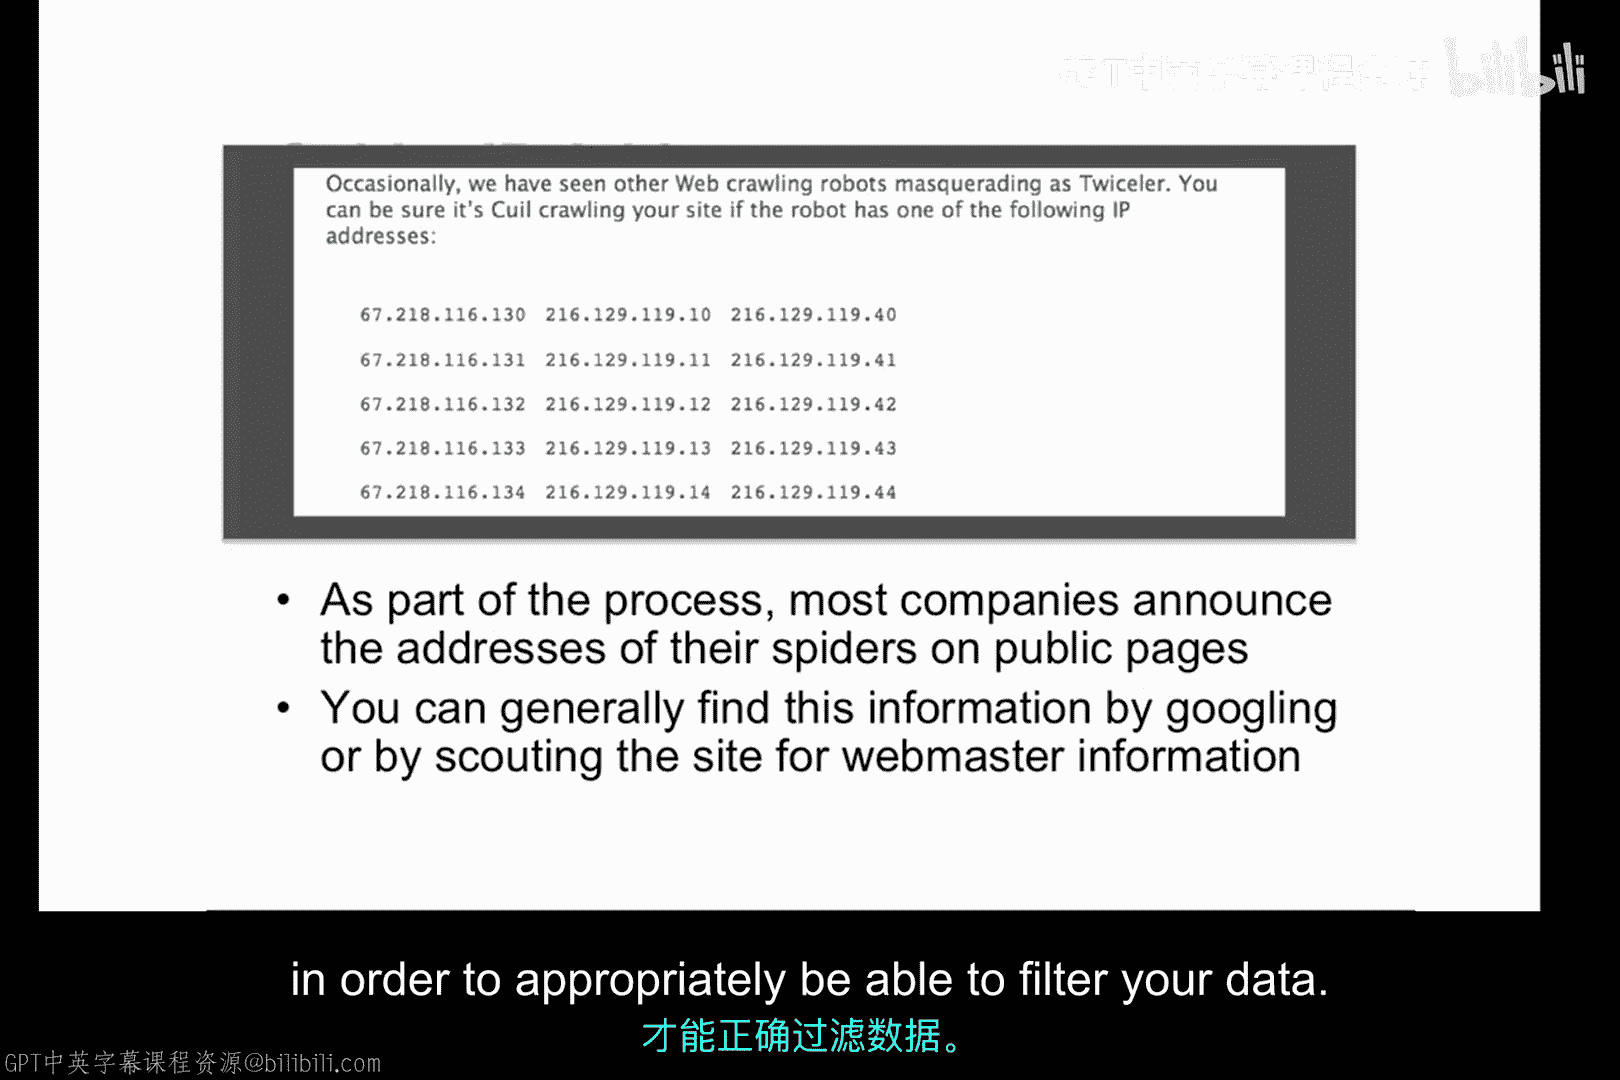 bilibili
Occasionally, we have seen other Web crawling robots masquerading as Twiceler. You
can be sure it's Cuil crawling your site if the robot has one of the following IP
addresses:
67.218.116.130 216.129.119.10 216.129.119.40
67.218.116.131 216.129.119.11 216.129.119.41
67.218.116.132 216.129.119.12 216.129.119.42
67.218.116.133 216.129.119.13 216.129.119.43
67.218.116.134 216.129.119.14 216.129.119.44
• As part of the process, most companies announce
the addresses of their spiders on public pages
• You can generally find this information by googling
or by scouting the site for webmaster information
in order to appropriately be able to filter your data.
才能正确过滤数据。
GPT中英字幕课程资源@bilibili.com